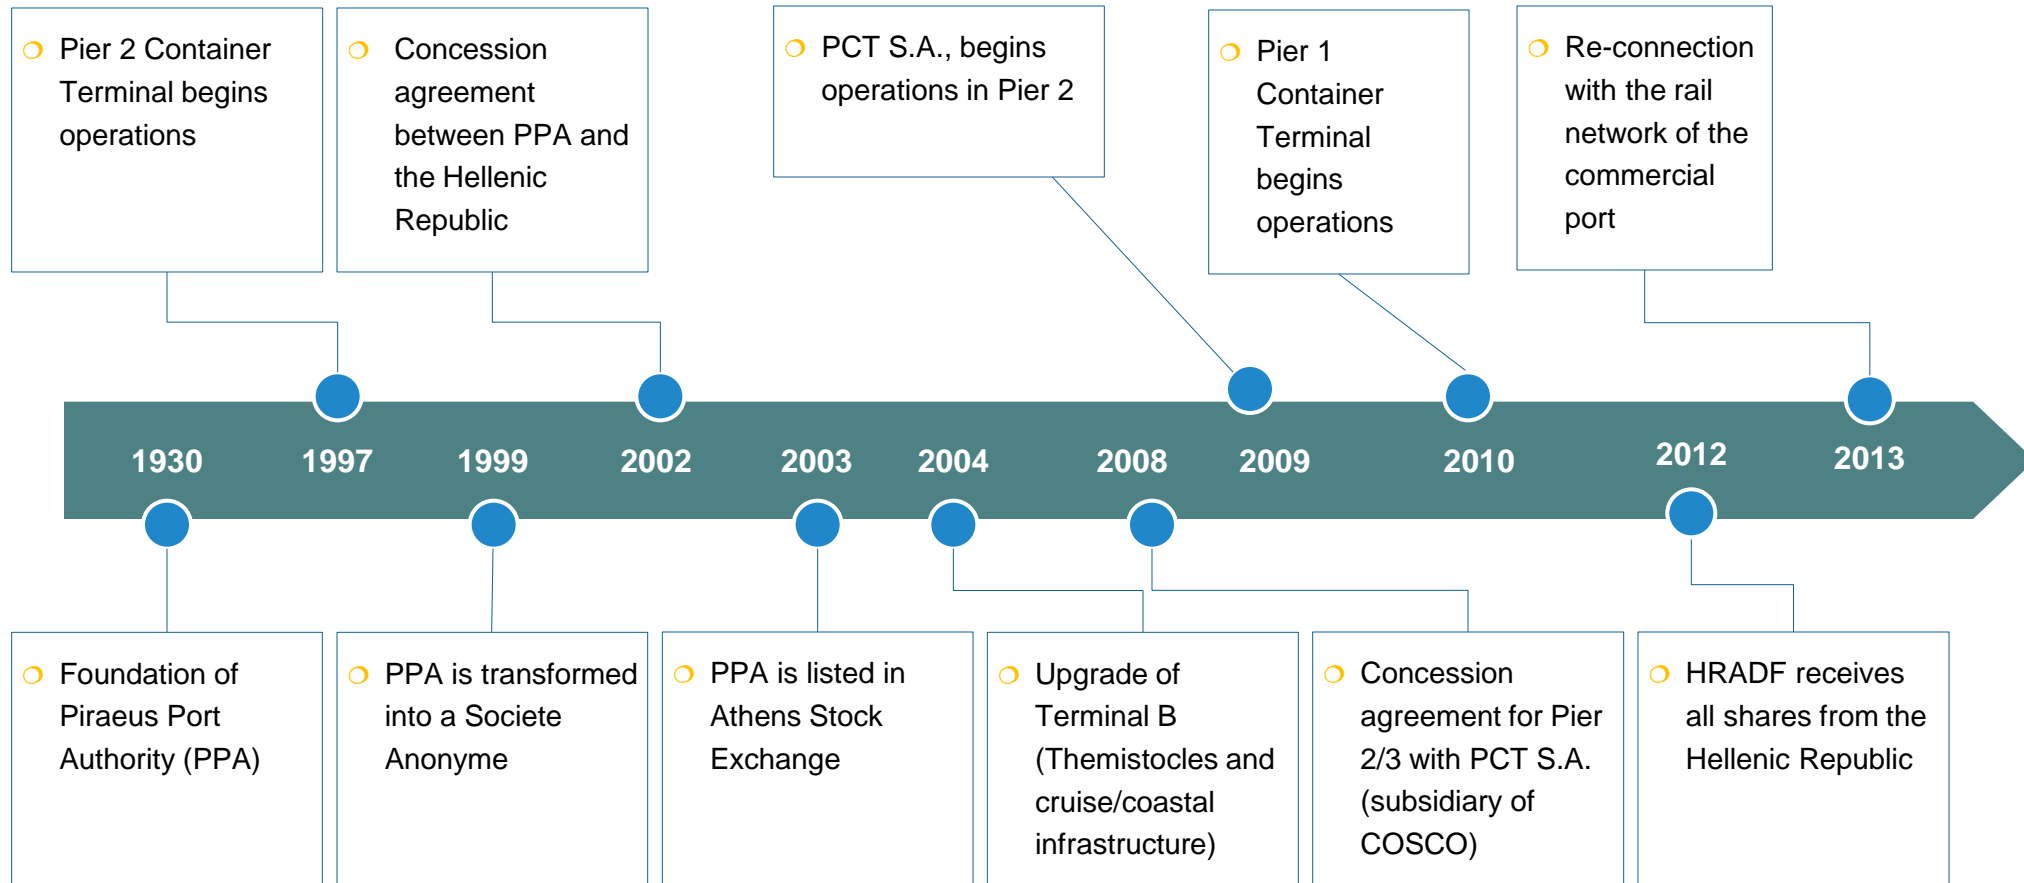 Pier 2 Container
Terminal begins
operations
Concession
agreement
between PPA and
the Hellenic
Republic
PCT S.A., begins
operations in Pier 2
Pier 1
Container
Terminal
begins
operations
Re-connection
with the rail
network of the
commercial
port
1930 1997 1999 2002 2003 2004 2008 2009 2010 2012 2013
Foundation of
Piraeus Port
Authority (PPA)
PPA is transformed
into a Societe
Anonyme
PPA is listed in
Athens Stock
Exchange
Upgrade of
Terminal B
(Themistocles and
cruise/coastal
infrastructure)
Concession
agreement for Pier
2/3 with PCT S.A.
(subsidiary of
COSCO)
HRADF receives
all shares from the
Hellenic Republic